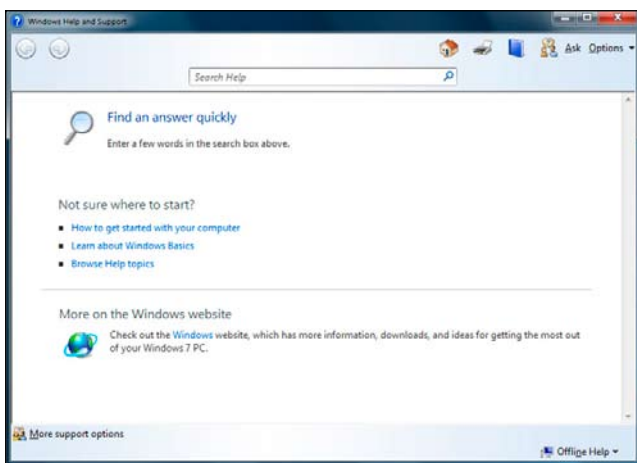 Windows Help and Support
Ask Options
Search Help
Find an answer quickly
Enter a few words in the search box above.
Not sure where to start?
How to get started with your computer
Learn about Windows Basics
Browse Help topics
More on the Windows website
Check out the Windows website, which has more information, downloads, and ideas for getting the most out
of your Windows 7 PC.
More support options
Offline Help